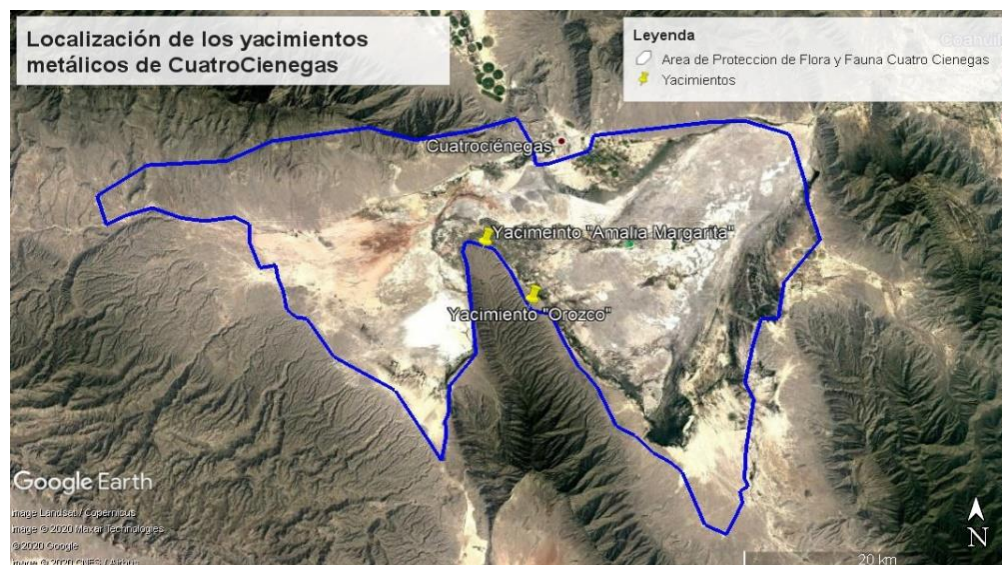 Localización de los yacimientos
metálicos de CuatroCienegas
Leyenda
Area de Proteccion de Flora y Fauna Cuatro Cienegas
Yacimientos
Coahuila
Cuatrociénegas
Yacimeinto "Amalia Margarita"
Yacimiento "Orozco"
Google Earth
Image Landsat / Copernicus
Image © 2020 Maxar Technologies
© 2020 Google
Image © 2020 CNES / Airbus
20 km
N